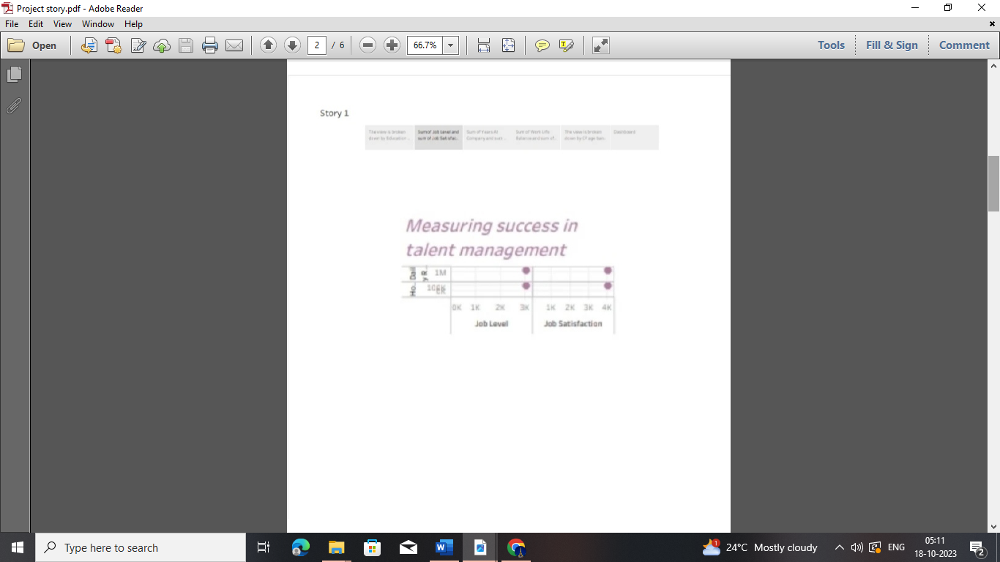 Project story.pdf - Adobe Reader
File Edit View Window Help
Open 2 / 6 66.7% Tools Fill & Sign Comment
Story 1
The view is broken down by Education ...
Sum of Job Level and sum of Job Satisfac..
Sum of Years At Company and sum ...
Sum of Work Life Balance and sum of..
The view is broken down by CF age ban..
Dashboard
Measuring success in
talent management
Dail
y R..
1M
Ho..
0K 1K 2K 3K 1K 2K 3K 4K
Job Level Job Satisfaction
Type here to search
24°C Mostly cloudy
ENG
05:11
18-10-2023
2